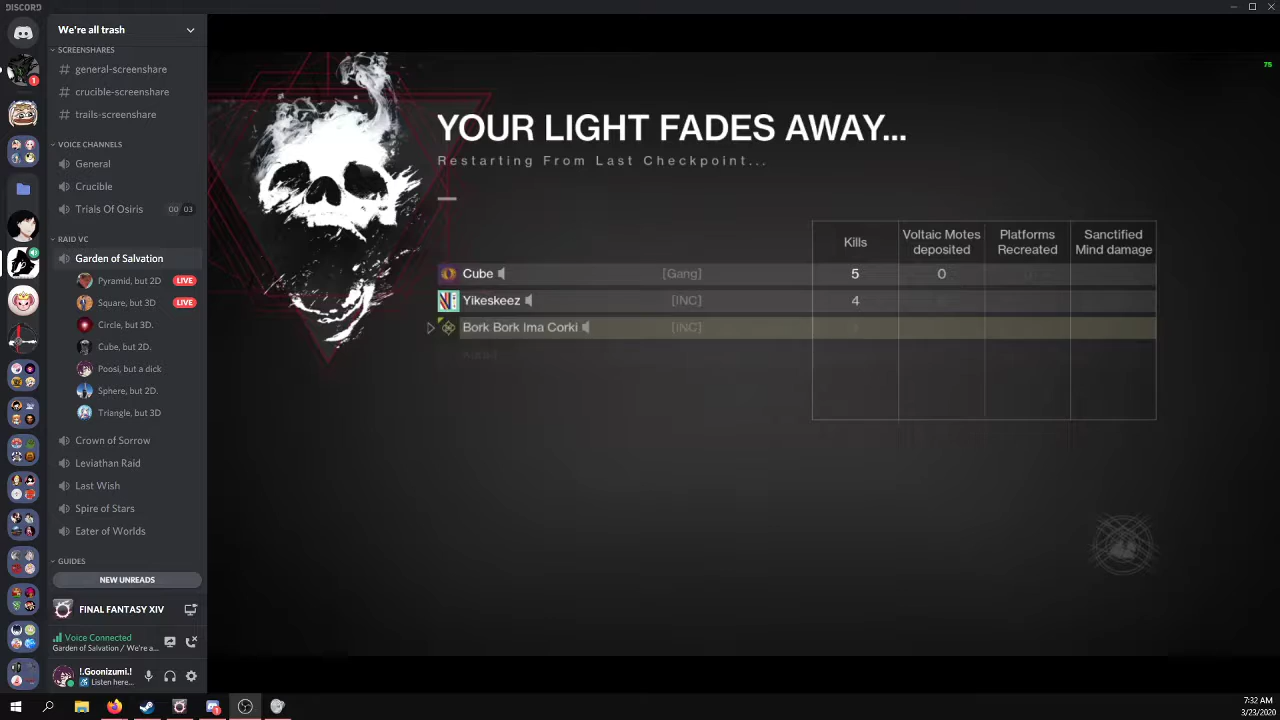 DISCORD
We're all trash
SCREENSHARES
# general-screenshare
# crucible-screenshare
# trails-screenshare
VOICE CHANNELS
General
Crucible
Trials Of Osiris 00 03
RAID VC
Garden of Salvation
Pyramid, but 2D LIVE
Square, but 3D LIVE
Circle, but 3D.
Cube, but 2D.
Poosi, but a dick
Sphere, but 2D.
Triangle, but 3D
Crown of Sorrow
Leviathan Raid
Last Wish
Spire of Stars
Eater of Worlds
GUIDES
NEW UNREADS
FINAL FANTASY XIV
Voice Connected
Garden of Salvation / We're a...
!.Goonizumi.!
Listen here...
1
75
YOUR LIGHT FADES AWAY...
Restarting From Last Checkpoint...
Kills Voltaic Motes deposited Platforms Recreated Sanctified Mind damage
Cube [Gang] 5 0
Yikeskeez [INC] 4
Bork Bork Ima Corki [INC]
7:32 AM
3/23/2020